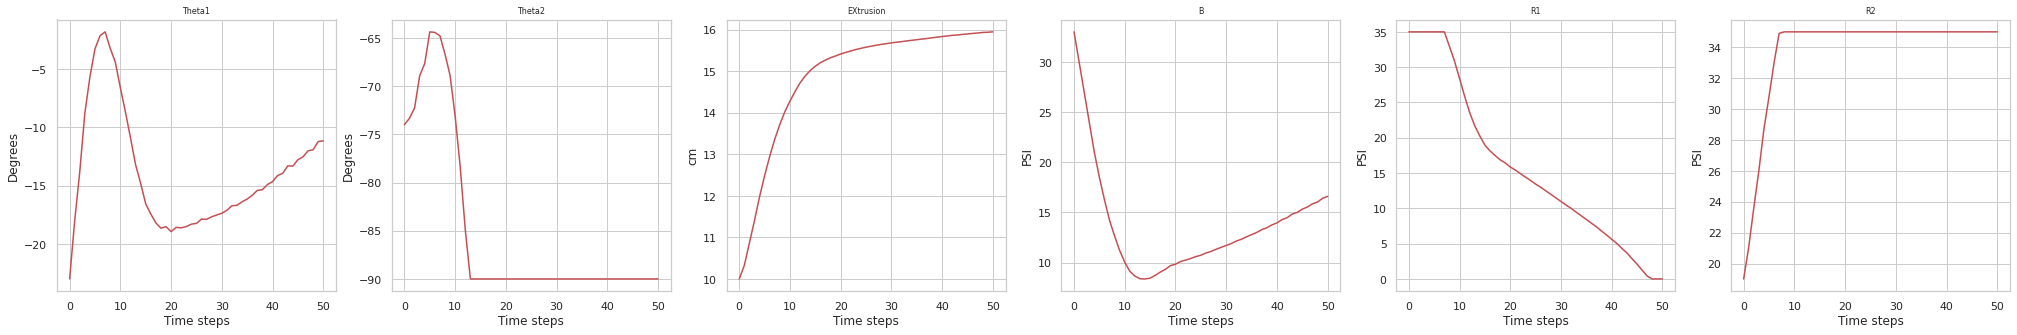 Theta1
Degrees
−5
−10
−15
−20
0 10 20 30 40 50
Time steps
Theta2
Degrees
−65
−70
−75
−80
−85
−90
0 10 20 30 40 50
Time steps
EXtrusion
cm
16
15
14
13
12
11
10
0 10 20 30 40 50
Time steps
B
PSI
30
25
20
15
10
0 10 20 30 40 50
Time steps
R1
PSI
35
30
25
20
15
10
5
0
0 10 20 30 40 50
Time steps
R2
PSI
34
32
30
28
26
24
22
20
0 10 20 30 40 50
Time steps